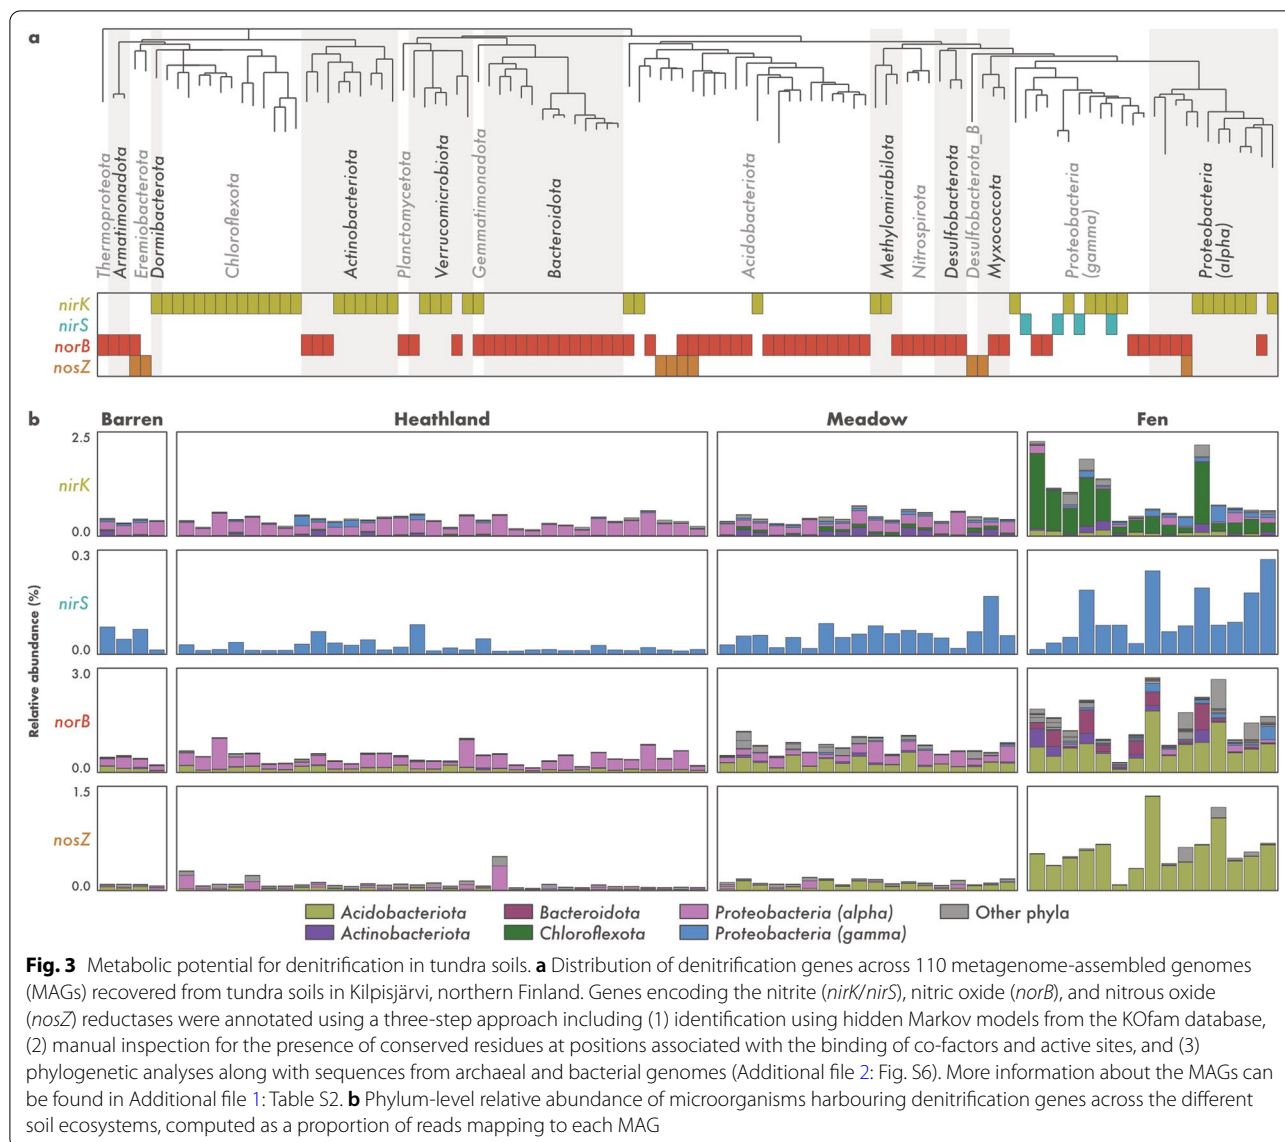 a
Thermoproteota
Armatimonadota
Eremiobacterota
Dormibacterota
Chloroflexota
Actinobacteriota
Planctomycetota
Verrucomicrobiota
Gemmatimonadota
Bacteroidota
Acidobacteriota
Methylomirabilota
Nitrospirota
Desulfobacterota
Desulfobacterota_B
Myxococcota
Proteobacteria
(gamma)
Proteobacteria
(alpha)
nirK
nirS
norB
nosZ
b
Barren Heathland Meadow Fen
2.5
nirK
0.0
0.3
nirS
0.0
3.0
norB
0.0
1.5
nosZ
0.0
Relative abundance (%)
Acidobacteriota Bacteroidota Proteobacteria (alpha) Other phyla
Actinobacteriota Chloroflexota Proteobacteria (gamma)
Fig. 3 Metabolic potential for denitrification in tundra soils. a Distribution of denitrification genes across 110 metagenome-assembled genomes
(MAGs) recovered from tundra soils in Kilpisjärvi, northern Finland. Genes encoding the nitrite (nirK/nirS), nitric oxide (norB), and nitrous oxide
(nosZ) reductases were annotated using a three-step approach including (1) identification using hidden Markov models from the KOfam database,
(2) manual inspection for the presence of conserved residues at positions associated with the binding of co-factors and active sites, and (3)
phylogenetic analyses along with sequences from archaeal and bacterial genomes (Additional file 2: Fig. S6). More information about the MAGs can
be found in Additional file 1: Table S2. b Phylum-level relative abundance of microorganisms harbouring denitrification genes across the different
soil ecosystems, computed as a proportion of reads mapping to each MAG